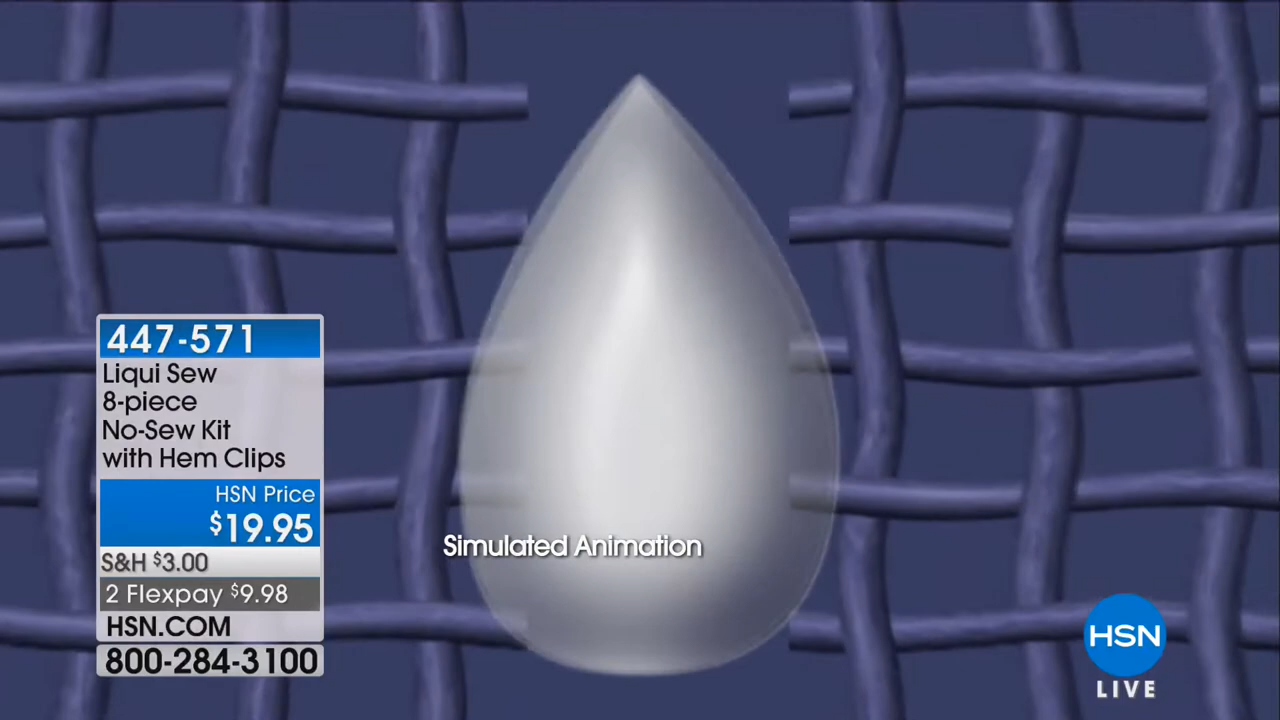 447-571
Liqui Sew
8-piece
No-Sew Kit
with Hem Clips
HSN Price
$19.95
S&H $3.00
2 Flexpay $9.98
HSN.COM
800-284-3100
Simulated Animation
HSN
LIVE